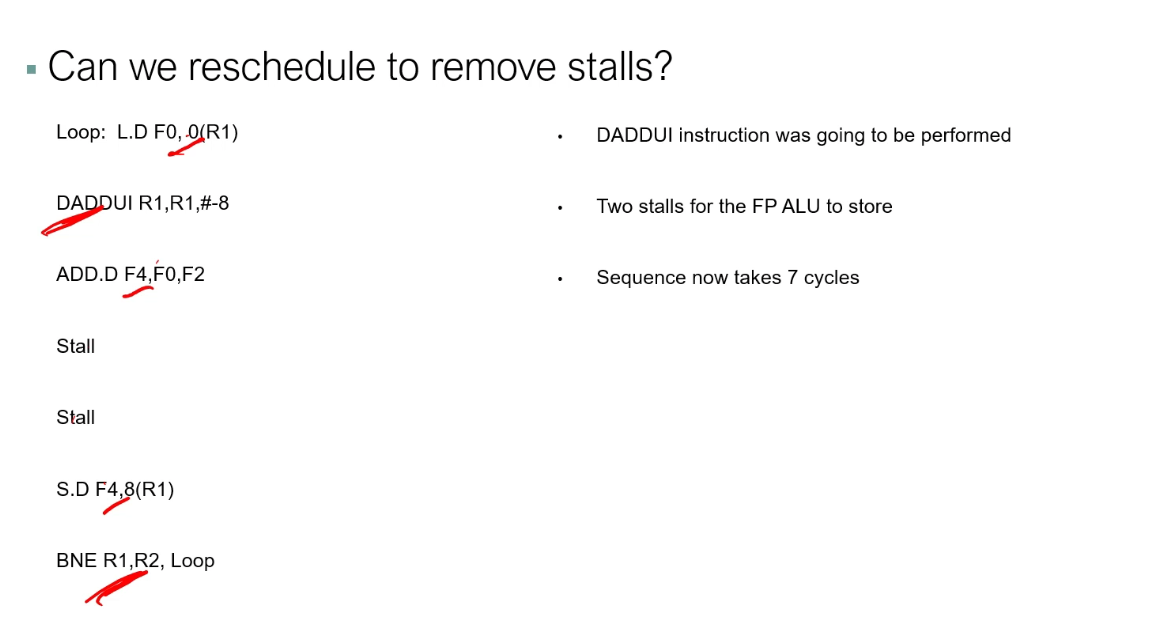 Can we reschedule to remove stalls?
Loop: L.D F0, 0(R1)
DADDUI R1,R1,#-8
ADD.D F4,F0,F2
Stall
Stall
S.D F4,8(R1)
BNE R1,R2, Loop
DADDUI instruction was going to be performed
Two stalls for the FP ALU to store
Sequence now takes 7 cycles